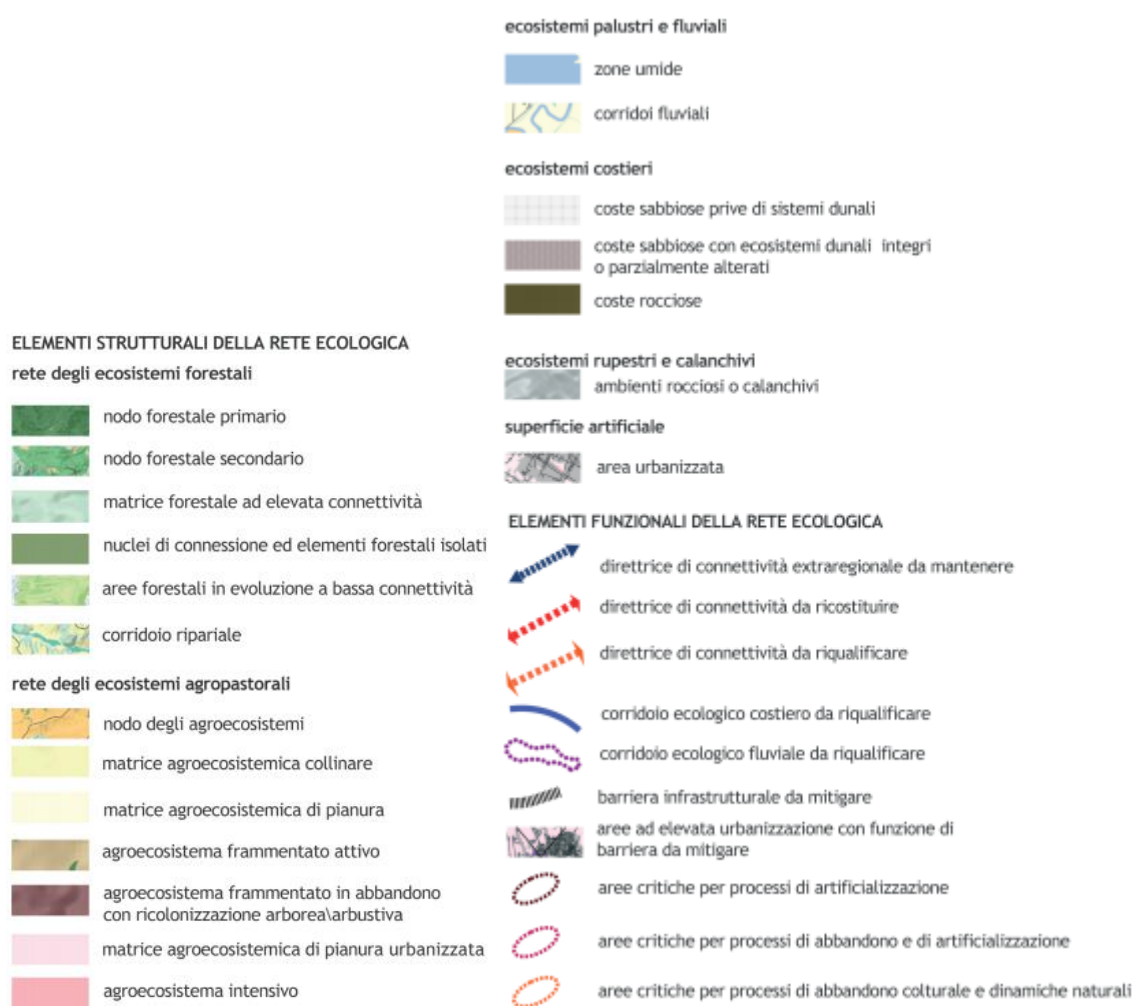 ELEMENTI STRUTTURALI DELLA RETE ECOLOGICA
rete degli ecosistemi forestali
nodo forestale primario
nodo forestale secondario
matrice forestale ad elevata connettività
nuclei di connessione ed elementi forestali isolati
aree forestali in evoluzione a bassa connettività
corridoio ripariale
rete degli ecosistemi agropastorali
nodo degli agroecosistemi
matrice agroecosistemica collinare
matrice agroecosistemica di pianura
agroecosistema frammentato attivo
agroecosistema frammentato in abbandono
con ricolonizzazione arborea\arbustiva
matrice agroecosistemica di pianura urbanizzata
agroecosistema intensivo
ecosistemi palustri e fluviali
zone umide
corridoi fluviali
ecosistemi costieri
coste sabbiose prive di sistemi dunali
coste sabbiose con ecosistemi dunali integri
o parzialmente alterati
coste rocciose
ecosistemi rupestri e calanchivi
ambienti rocciosi o calanchivi
superficie artificiale
area urbanizzata
ELEMENTI FUNZIONALI DELLA RETE ECOLOGICA
direttrice di connettività extraregionale da mantenere
direttrice di connettività da ricostituire
direttrice di connettività da riqualificare
corridoio ecologico costiero da riqualificare
corridoio ecologico fluviale da riqualificare
barriera infrastrutturale da mitigare
aree ad elevata urbanizzazione con funzione di
barriera da mitigare
aree critiche per processi di artificializzazione
aree critiche per processi di abbandono e di artificializzazione
aree critiche per processi di abbandono colturale e dinamiche naturali